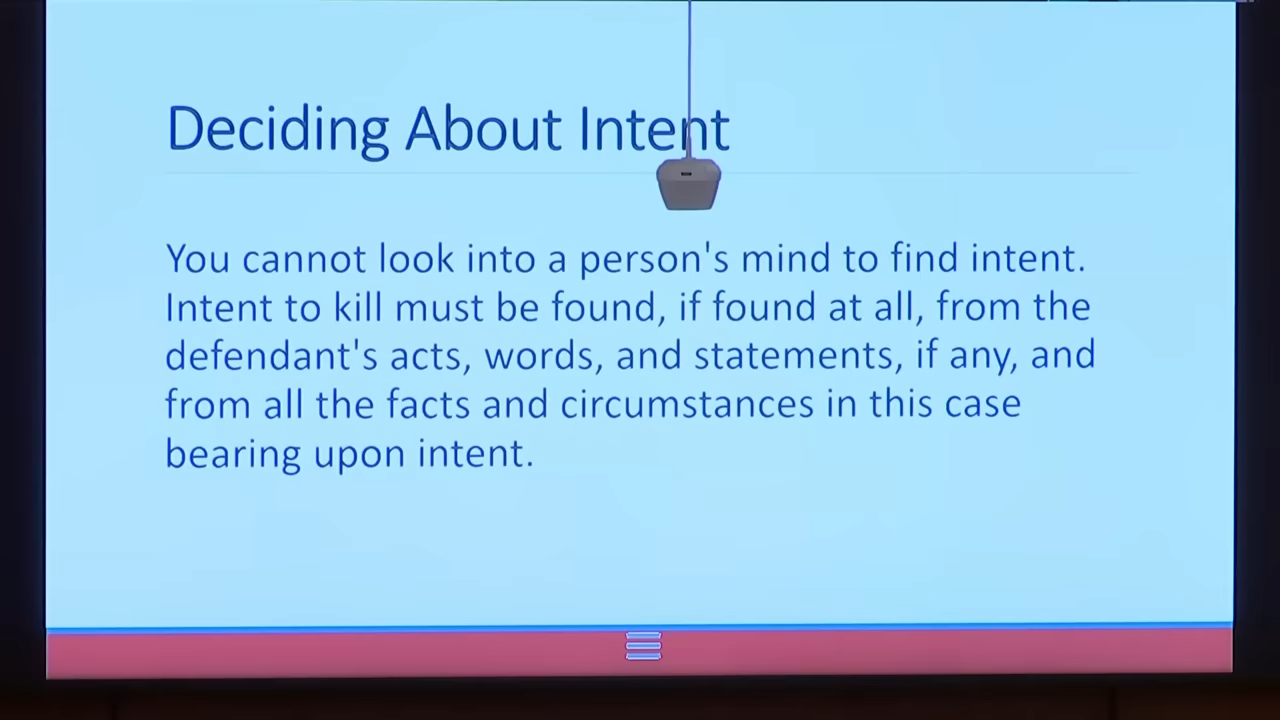 Deciding About Intent
You cannot look into a person's mind to find intent.
Intent to kill must be found, if found at all, from the
defendant's acts, words, and statements, if any, and
from all the facts and circumstances in this case
bearing upon intent.